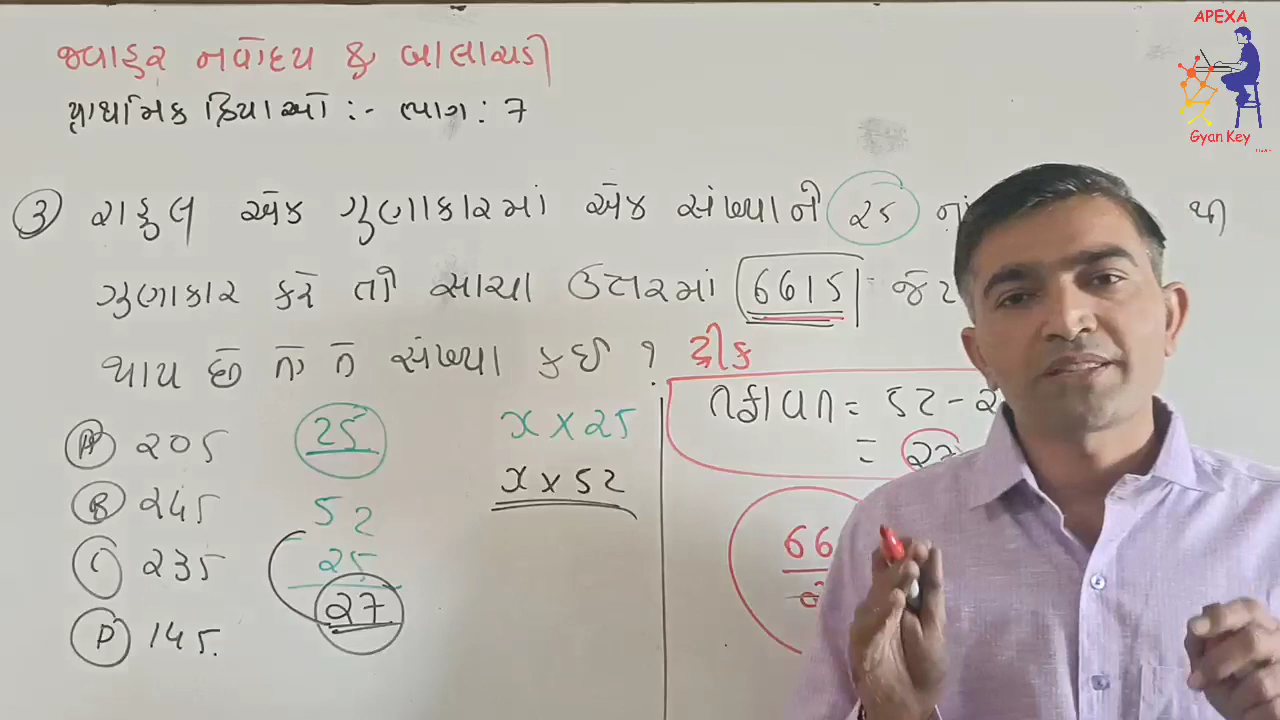 જવાહર નવોદય & બાલાચડી
પ્રાથમિક ક્રિયાઓ :- ભાગ : 7
③ રાહુલ એક ગુણાકારમાં એક સંખ્યાની 25 નાં થી
ગુણાકાર કરે તો સાચા ઉત્તરમાં 6615 જેટ
થાય છે તો તે સંખ્યા કઈ ?
ટ્રીક
(A) 205
(B) 245
(C) 235
(D) 145.
25
52
25
27
x × 25
x × 52
તફાવત = 52 - 2
= 27
66
APEXA
Gyan Key